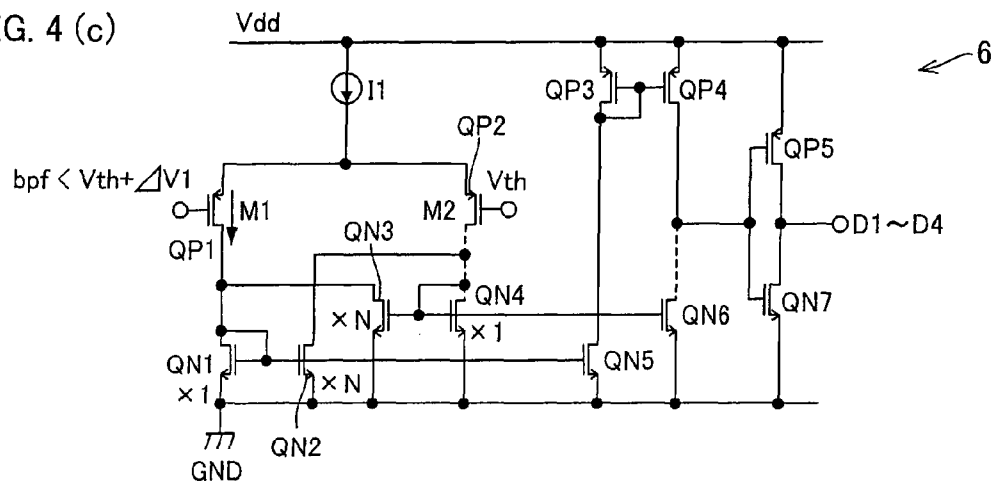 G. 4 (c)
Vdd
6
I1
QP3
QP4
QP2
QP5
bpf < Vth+⊿V1
Vth
M1
M2
QN3
D1~D4
QP1
QN4
×N
×1
QN6
QN7
QN1
×1
×N
QN5
QN2
GND